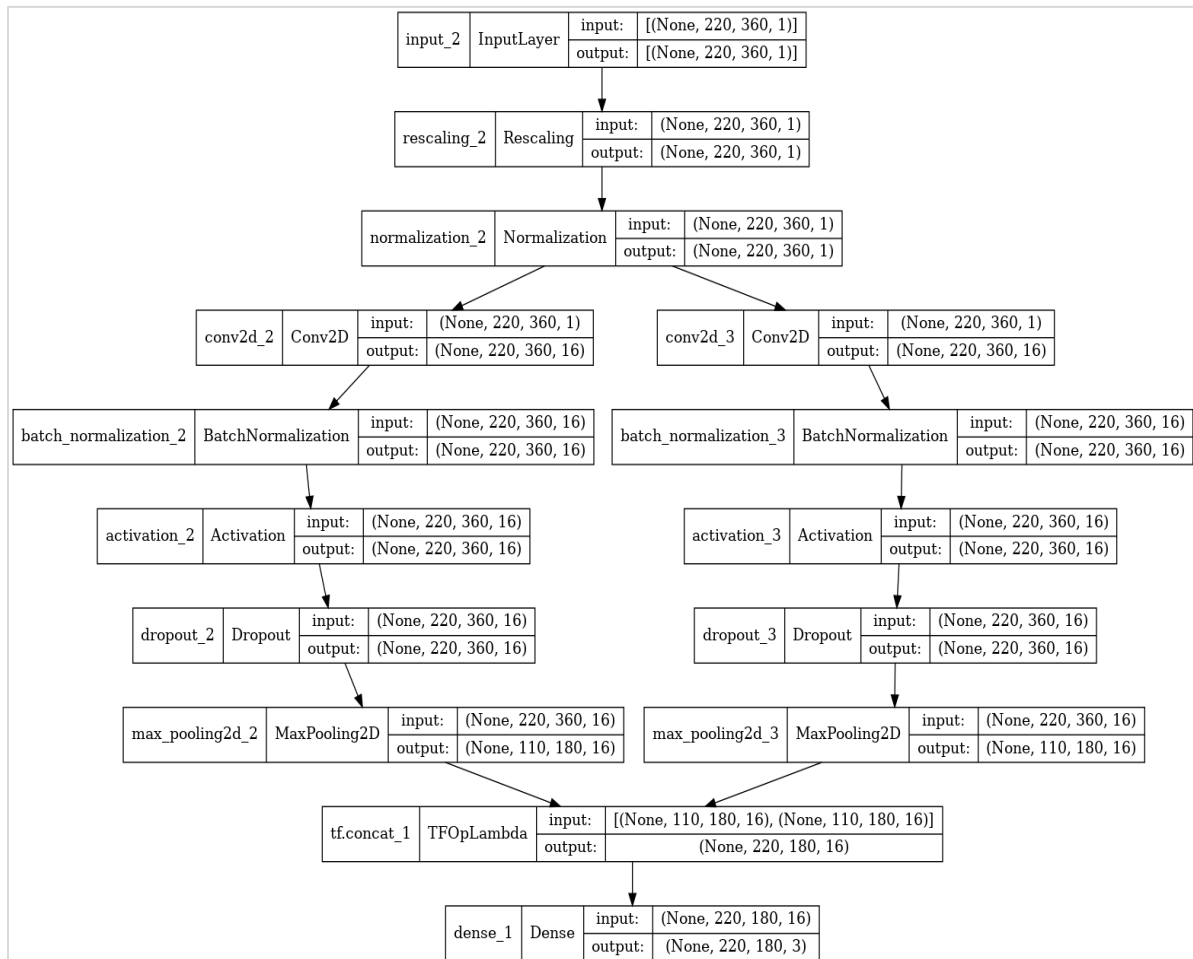 input_2 InputLayer input: [(None, 220, 360, 1)]
output: [(None, 220, 360, 1)]
rescaling_2 Rescaling input: (None, 220, 360, 1)
output: (None, 220, 360, 1)
normalization_2 Normalization input: (None, 220, 360, 1)
output: (None, 220, 360, 1)
conv2d_2 Conv2D input: (None, 220, 360, 1)
output: (None, 220, 360, 16)
conv2d_3 Conv2D input: (None, 220, 360, 1)
output: (None, 220, 360, 16)
batch_normalization_2 BatchNormalization input: (None, 220, 360, 16)
output: (None, 220, 360, 16)
batch_normalization_3 BatchNormalization input: (None, 220, 360, 16)
output: (None, 220, 360, 16)
activation_2 Activation input: (None, 220, 360, 16)
output: (None, 220, 360, 16)
activation_3 Activation input: (None, 220, 360, 16)
output: (None, 220, 360, 16)
dropout_2 Dropout input: (None, 220, 360, 16)
output: (None, 220, 360, 16)
dropout_3 Dropout input: (None, 220, 360, 16)
output: (None, 220, 360, 16)
max_pooling2d_2 MaxPooling2D input: (None, 220, 360, 16)
output: (None, 110, 180, 16)
max_pooling2d_3 MaxPooling2D input: (None, 220, 360, 16)
output: (None, 110, 180, 16)
tf.concat_1 TFOpLambda input: [(None, 110, 180, 16), (None, 110, 180, 16)]
output: (None, 220, 180, 16)
dense_1 Dense input: (None, 220, 180, 16)
output: (None, 220, 180, 3)